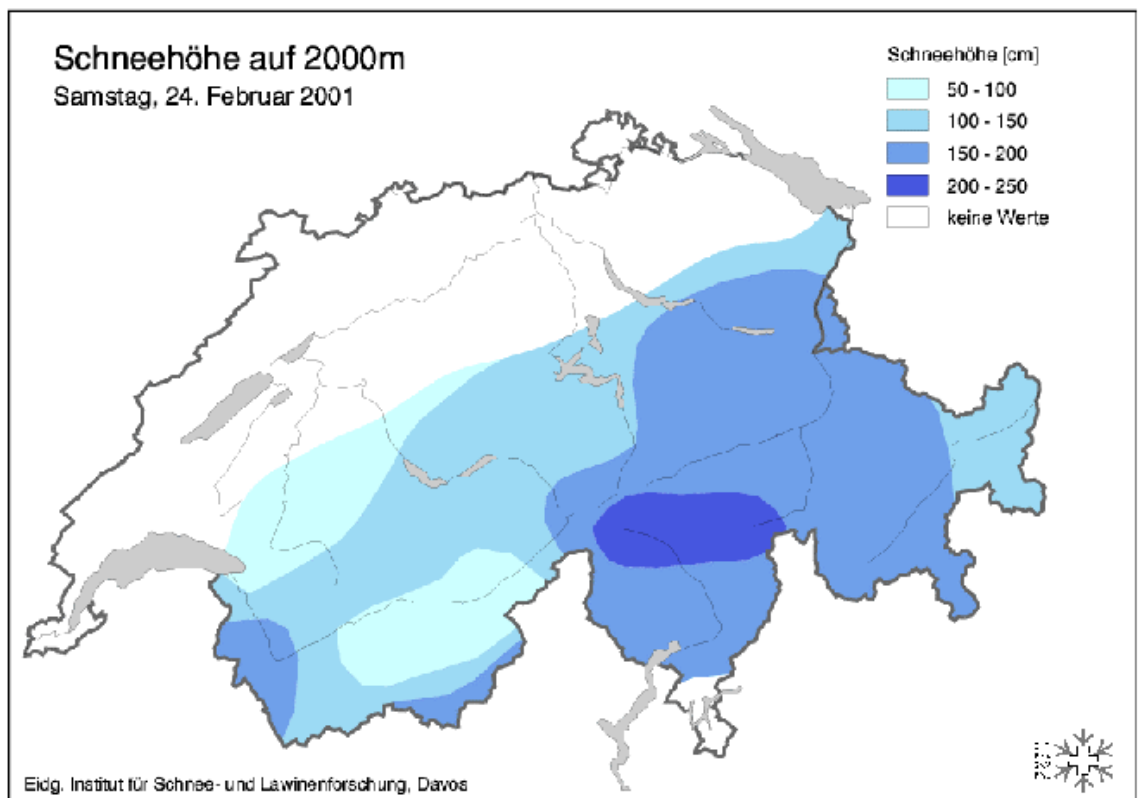 Schneehöhe auf 2000m
Samstag, 24. Februar 2001
Schneehöhe [cm]
50 - 100
100 - 150
150 - 200
200 - 250
keine Werte
Eidg. Institut für Schnee- und Lawinenforschung, Davos